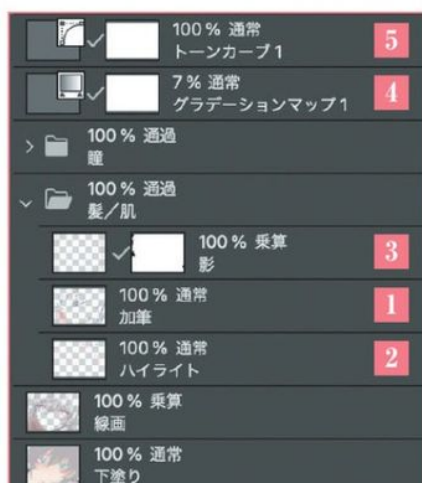 100 % 通常
トーンカーブ 1
5
7 % 通常
グラデーションマップ 1
4
100 % 通過
瞳
100 % 通過
髪／肌
100 % 乗算
影
3
100 % 通常
加筆
1
100 % 通常
ハイライト
2
100 % 乗算
線画
100 % 通常
下塗り